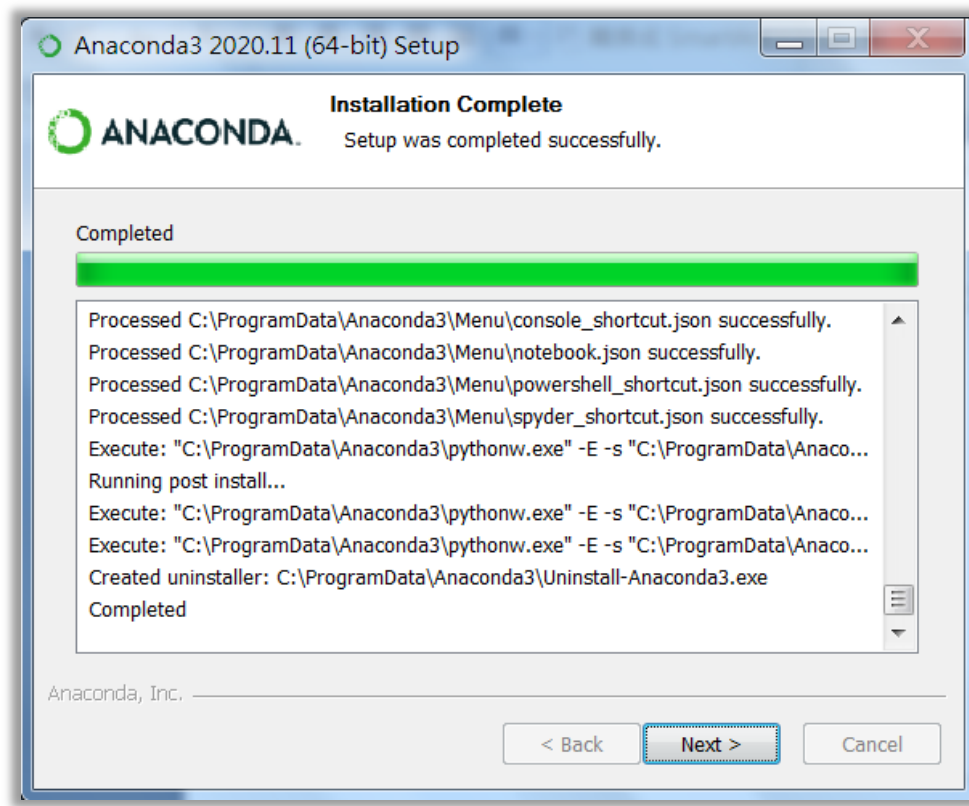 Anaconda3 2020.11 (64-bit) Setup
ANACONDA.
Installation Complete
Setup was completed successfully.
Completed
Processed C:\ProgramData\Anaconda3\Menu\console_shortcut.json successfully.
Processed C:\ProgramData\Anaconda3\Menu\notebook.json successfully.
Processed C:\ProgramData\Anaconda3\Menu\powershell_shortcut.json successfully.
Processed C:\ProgramData\Anaconda3\Menu\spyder_shortcut.json successfully.
Execute: "C:\ProgramData\Anaconda3\pythonw.exe" -E -s "C:\ProgramData\Anaco...
Running post install...
Execute: "C:\ProgramData\Anaconda3\pythonw.exe" -E -s "C:\ProgramData\Anaco...
Execute: "C:\ProgramData\Anaconda3\pythonw.exe" -E -s "C:\ProgramData\Anaco...
Created uninstaller: C:\ProgramData\Anaconda3\Uninstall-Anaconda3.exe
Completed
Anaconda, Inc.
< Back
Next >
Cancel